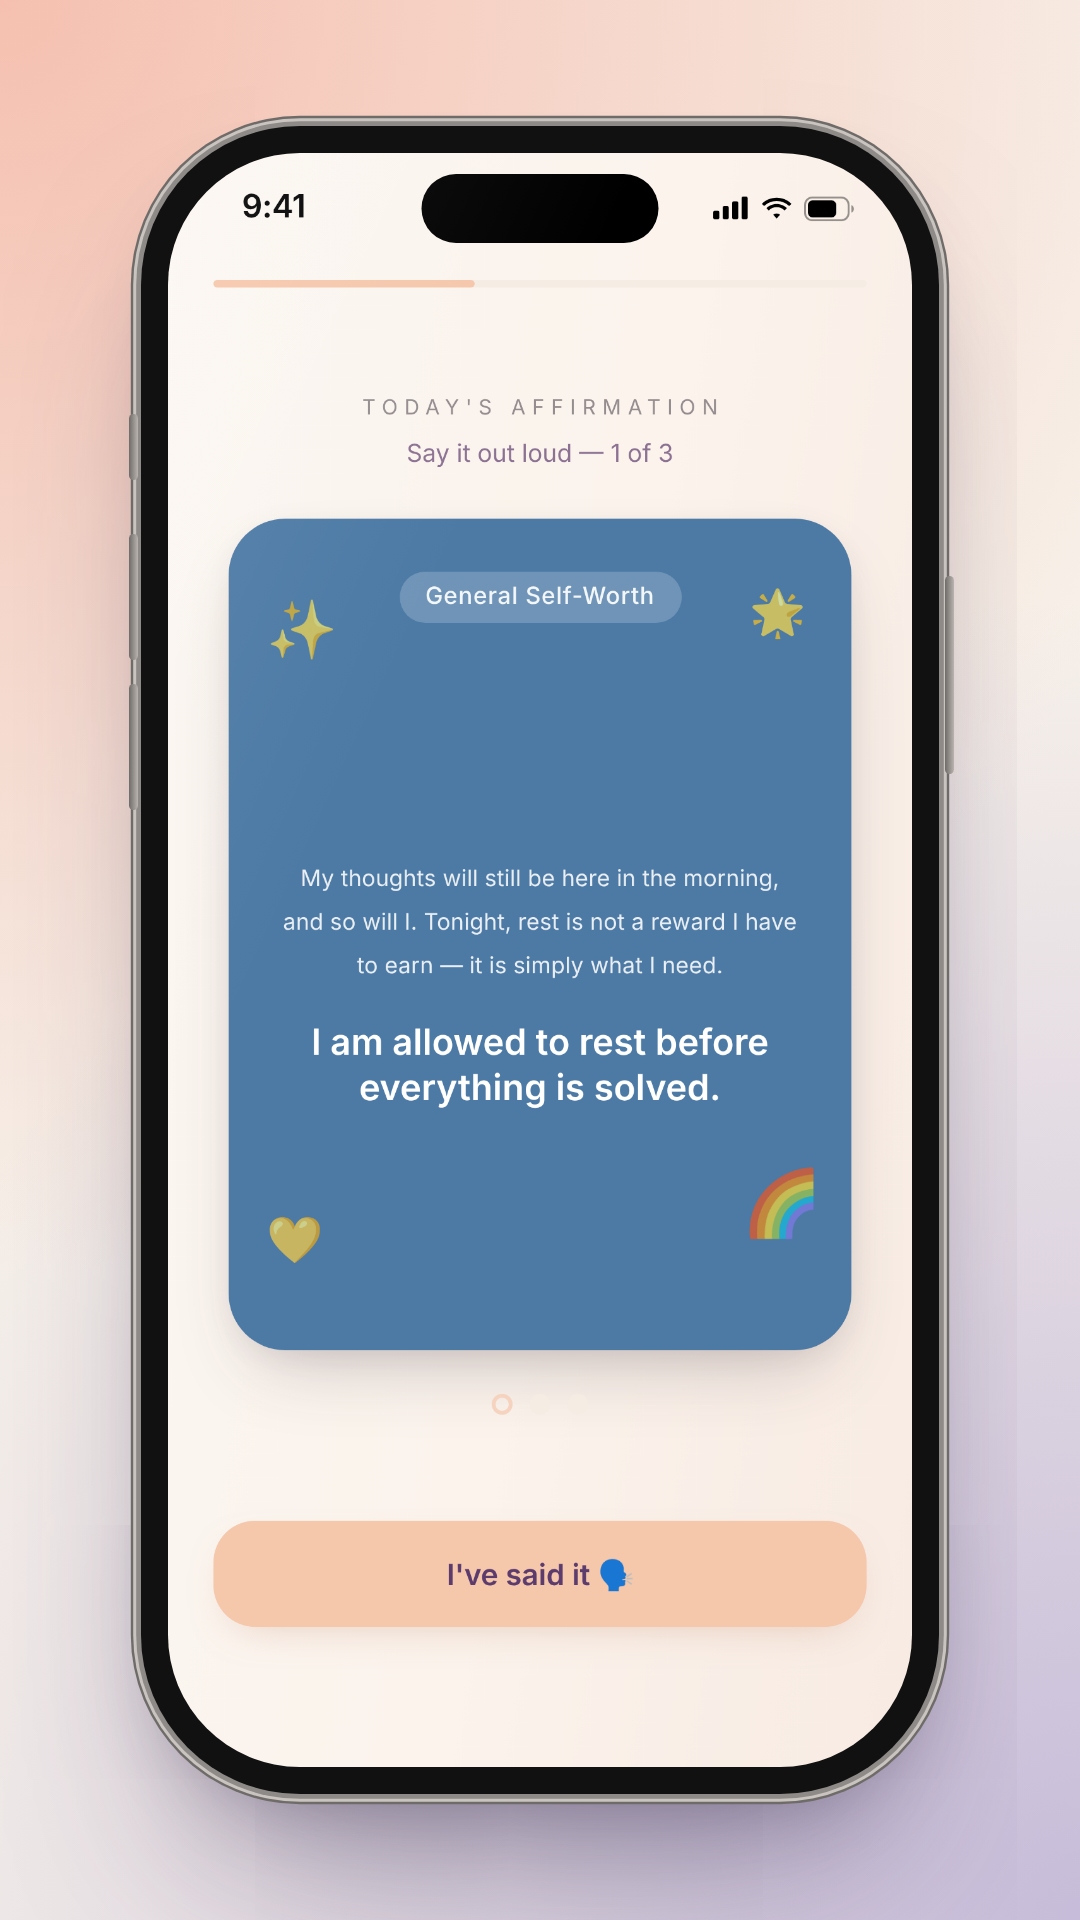 9:41
TODAY'S AFFIRMATION
Say it out loud — 1 of 3
General Self-Worth
My thoughts will still be here in the morning,
and so will I. Tonight, rest is not a reward I have
to earn — it is simply what I need.
I am allowed to rest before
everything is solved.
I've said it 🗣️